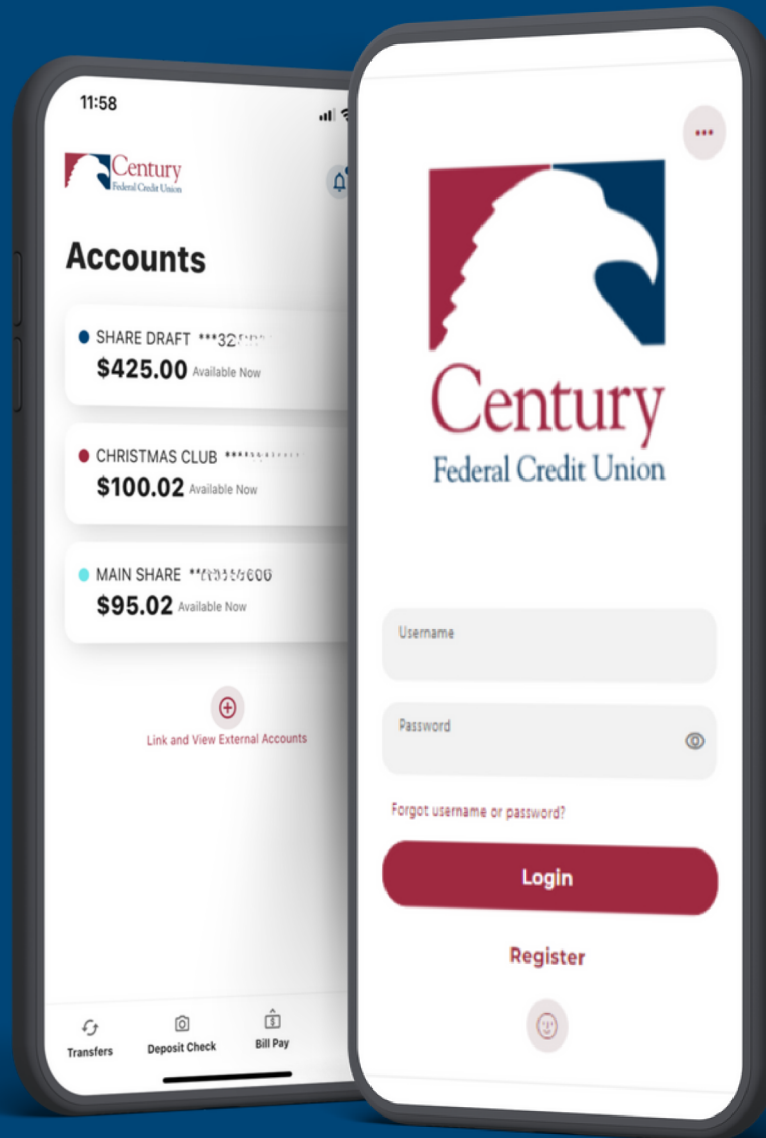 11:58
Century
Federal Credit Union
Accounts
SHARE DRAFT ***32
$425.00 Available Now
CHRISTMAS CLUB
$100.02 Available Now
MAIN SHARE
$95.02 Available Now
Link and View External Accounts
Transfers
Deposit Check
Bill Pay
Century
Federal Credit Union
Username
Password
Forgot username or password?
Login
Register